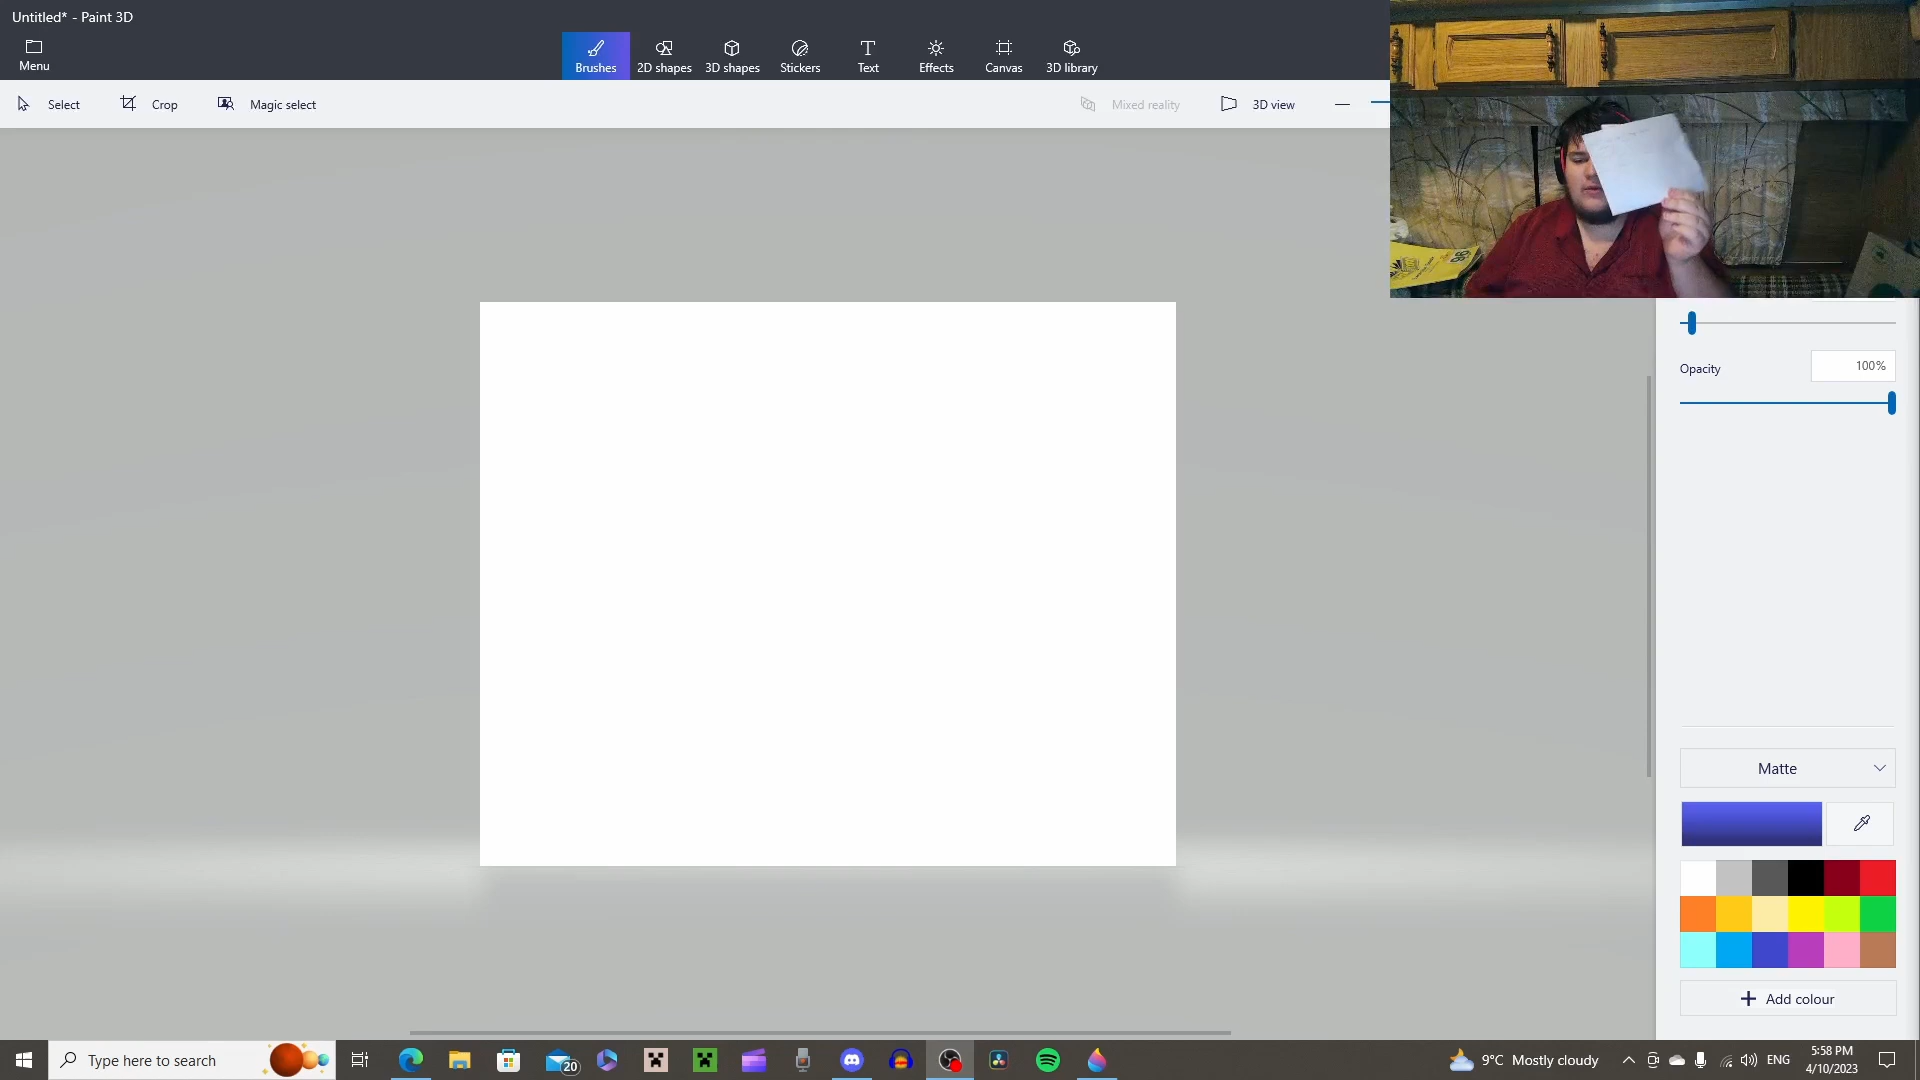 Untitled* - Paint 3D
Menu
Brushes
2D shapes
3D shapes
Stickers
Text
Effects
Canvas
3D library
Select
Crop
Magic select
Mixed reality
3D view
Opacity
100%
Matte
Add colour
Type here to search
20
9°C Mostly cloudy
ENG
5:58 PM
4/10/2023